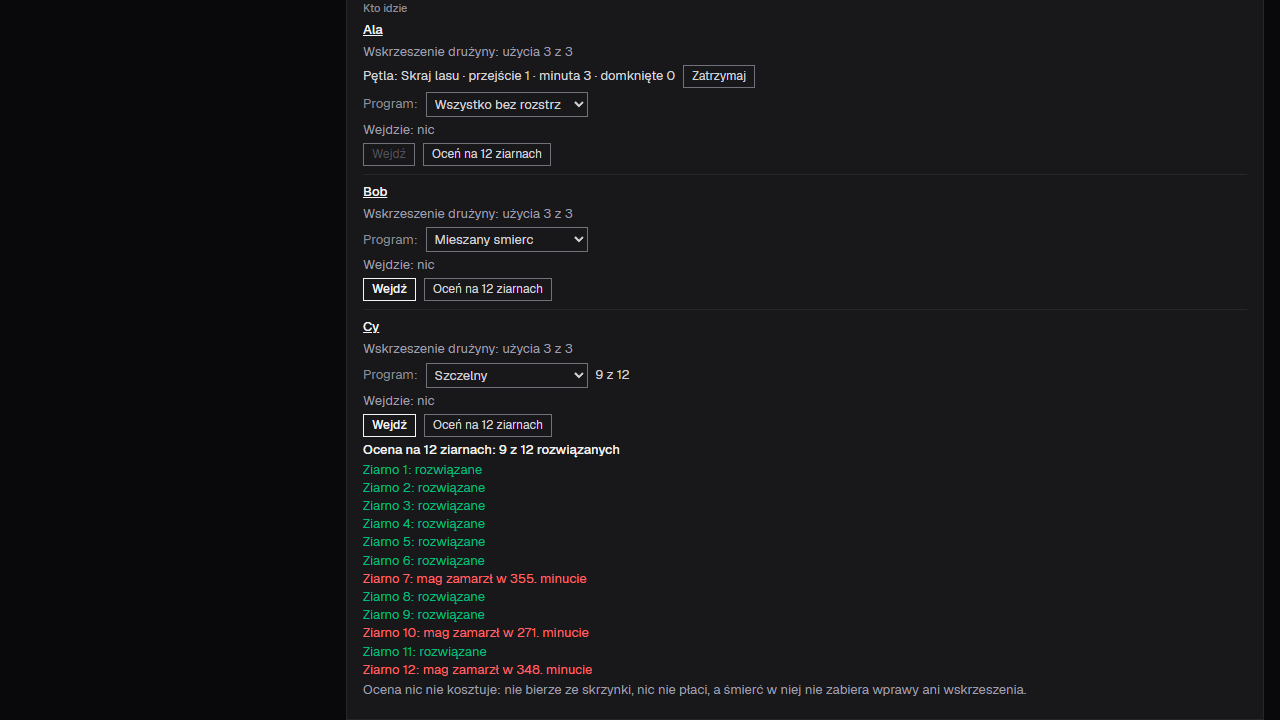 Kto idzie
Ala
Wskrzeszenie drużyny: użycia 3 z 3
Pętla: Skraj lasu · przejście 1 · minuta 3 · domknięte 0 Zatrzymaj
Program: Wszystko bez rozstrz
Wejdzie: nic
Wejdź Oceń na 12 ziarnach
Bob
Wskrzeszenie drużyny: użycia 3 z 3
Program: Mieszany smierc
Wejdzie: nic
Wejdź Oceń na 12 ziarnach
Cy
Wskrzeszenie drużyny: użycia 3 z 3
Program: Szczelny 9 z 12
Wejdzie: nic
Wejdź Oceń na 12 ziarnach
Ocena na 12 ziarnach: 9 z 12 rozwiązanych
Ziarno 1: rozwiązane
Ziarno 2: rozwiązane
Ziarno 3: rozwiązane
Ziarno 4: rozwiązane
Ziarno 5: rozwiązane
Ziarno 6: rozwiązane
Ziarno 7: mag zamarzł w 355. minucie
Ziarno 8: rozwiązane
Ziarno 9: rozwiązane
Ziarno 10: mag zamarzł w 271. minucie
Ziarno 11: rozwiązane
Ziarno 12: mag zamarzł w 348. minucie
Ocena nic nie kosztuje: nie bierze ze skrzynki, nic nie płaci, a śmierć w niej nie zabiera wprawy ani wskrzeszenia.